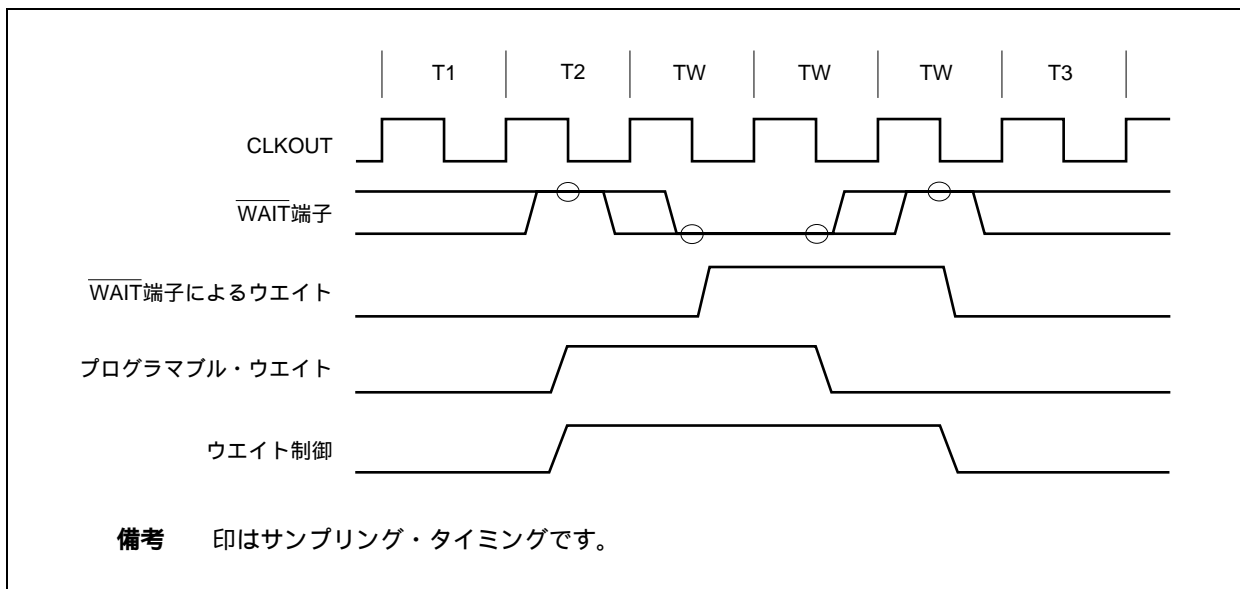 T1 T2 TW TW TW T3
CLKOUT
WAIT端子
WAIT端子によるウエイト
プログラマブル・ウエイト
ウエイト制御
備考 印はサンプリング・タイミングです。